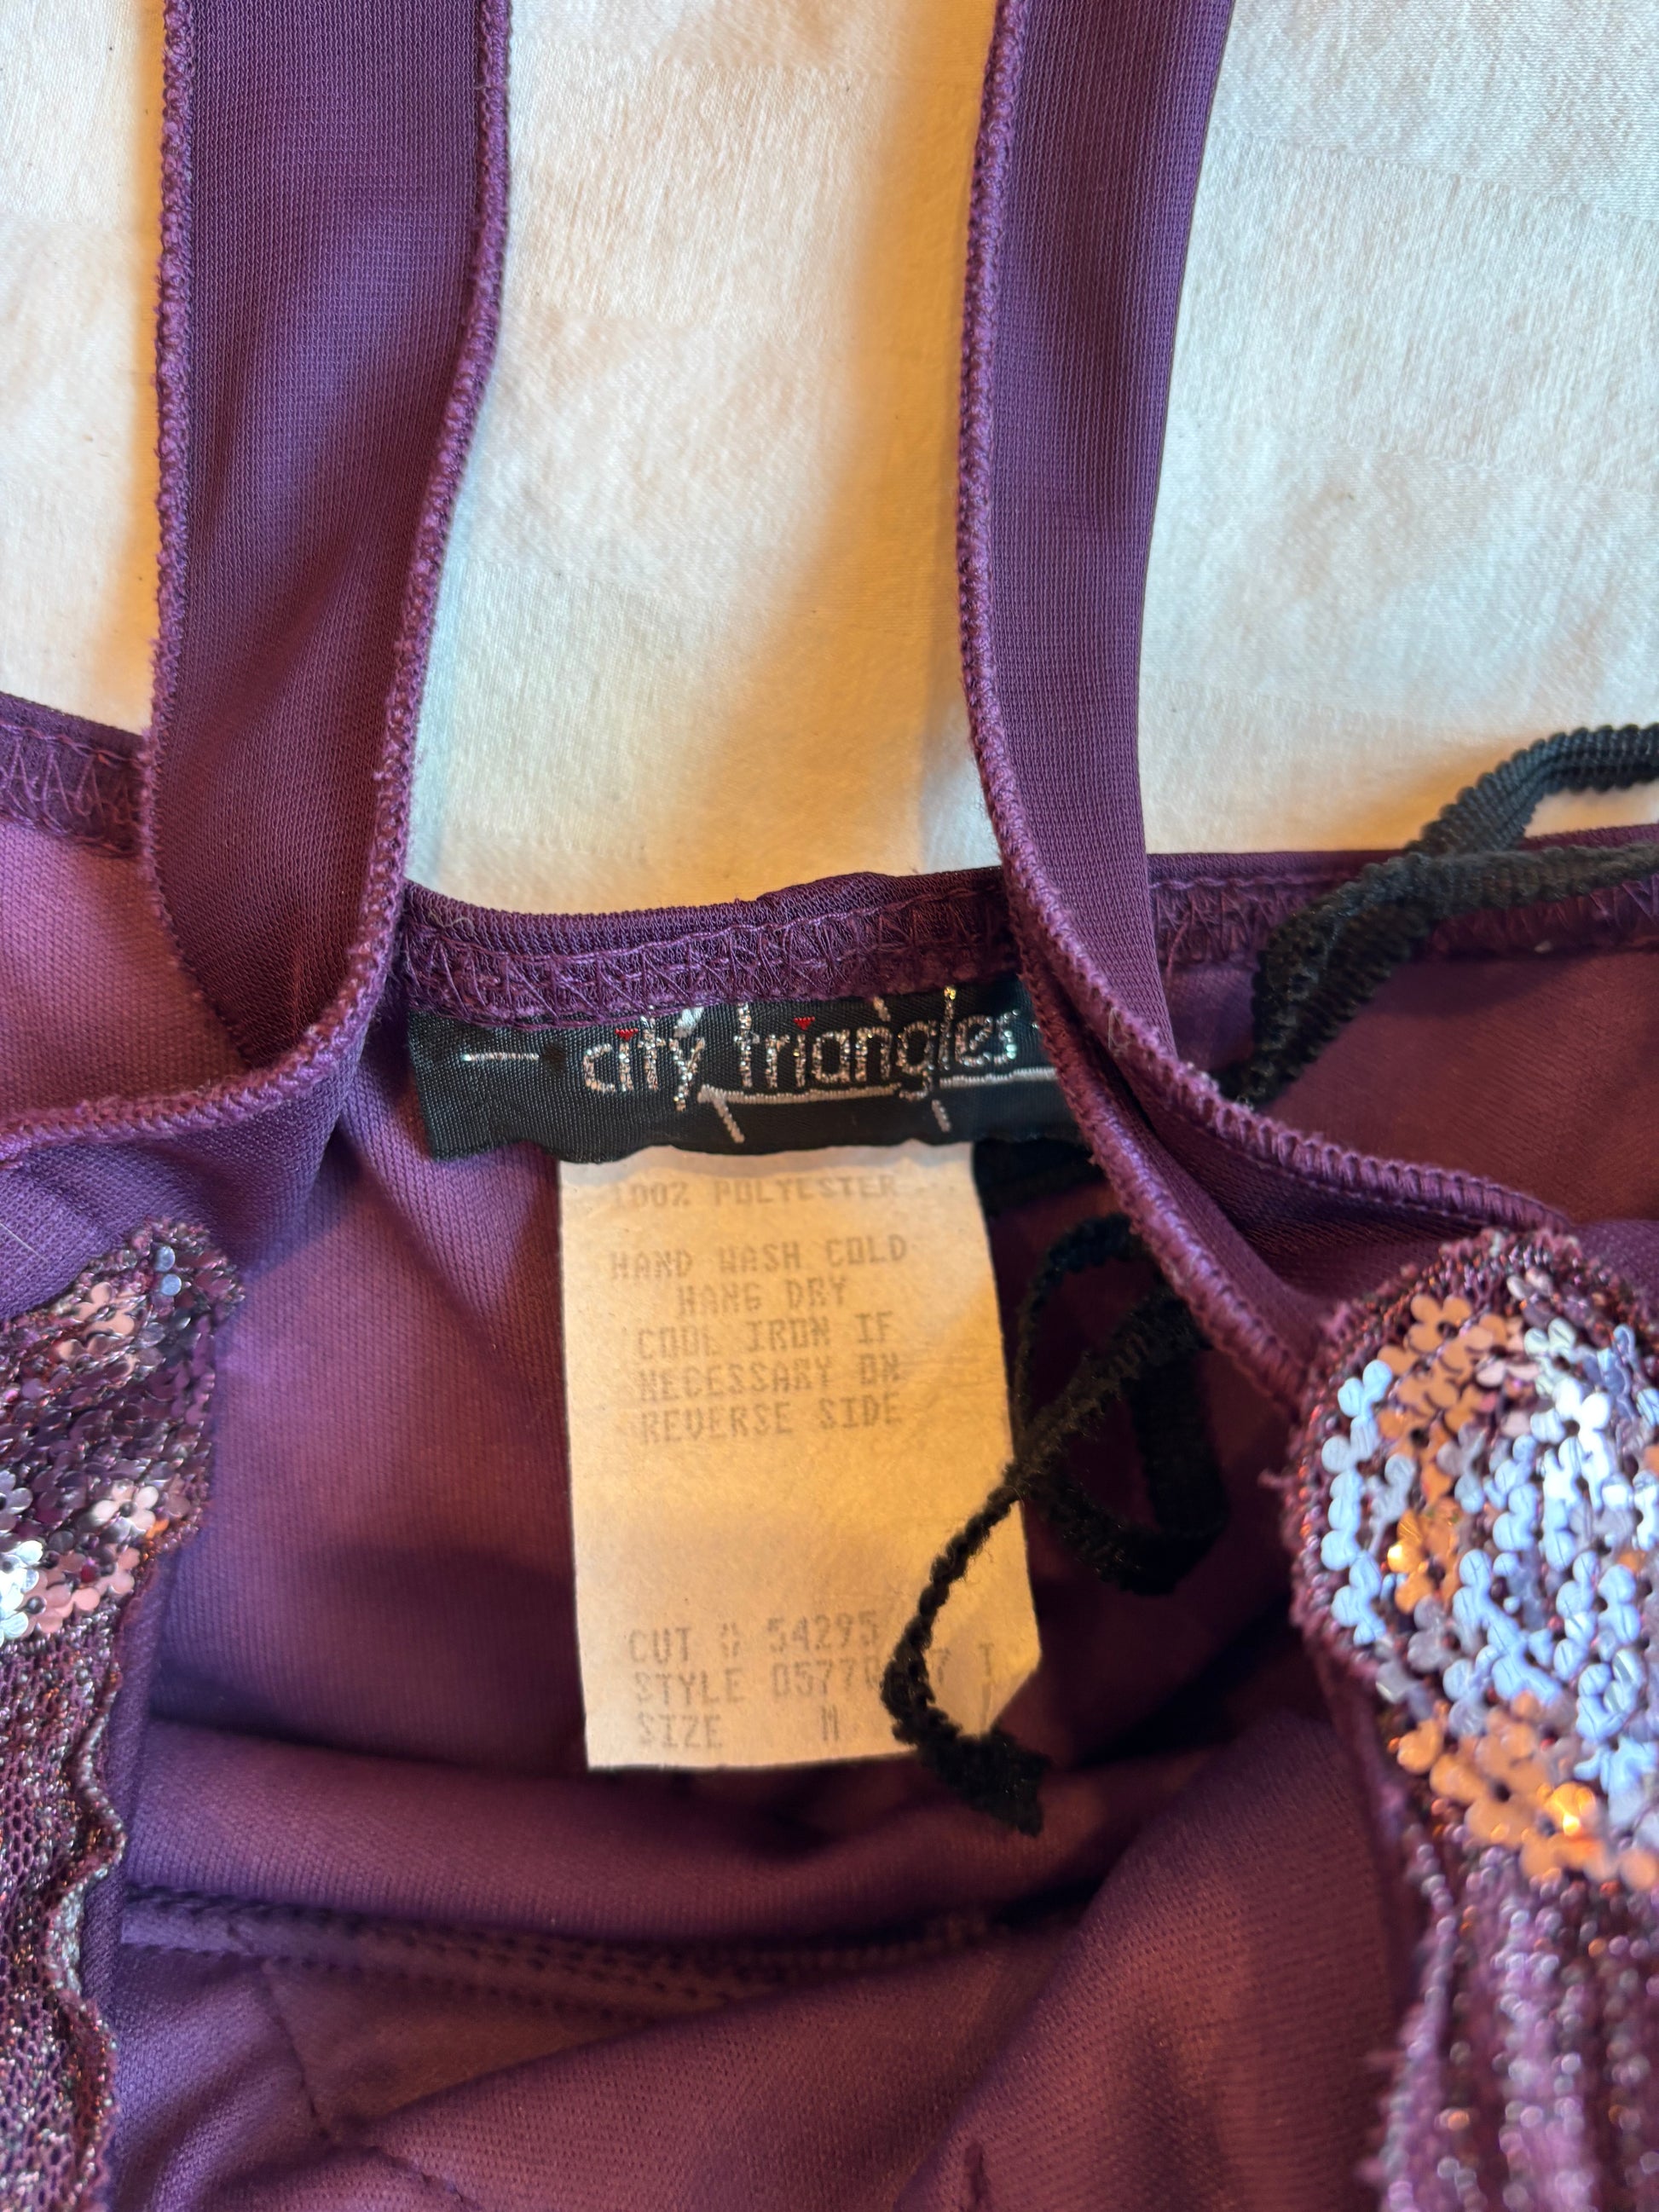 city triangles
100% POLYESTER
HAND WASH COLD
HANG DRY
COOL IRON IF
NECESSARY ON
REVERSE SIDE
CUT # 54295
STYLE
SIZE M